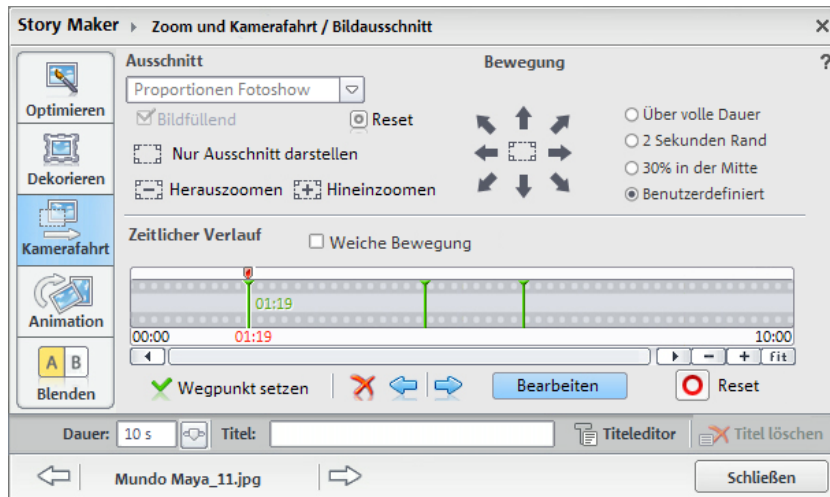 Story Maker ▸ Zoom und Kamerafahrt / Bildausschnitt
Optimieren
Dekorieren
Kamerafahrt
Animation
A B
Blenden
Ausschnitt
Proportionen Fotoshow
Bildfüllend
Reset
Nur Ausschnitt darstellen
Herauszoomen
Hineinzoomen
Bewegung
?
Über volle Dauer
2 Sekunden Rand
30% in der Mitte
Benutzerdefiniert
Zeitlicher Verlauf
Weiche Bewegung
01:19
00:00 01:19 10:00
fit
Wegpunkt setzen
Bearbeiten
Reset
Dauer: 10 s Titel: Titeleditor Titel löschen
Mundo Maya_11.jpg
Schließen